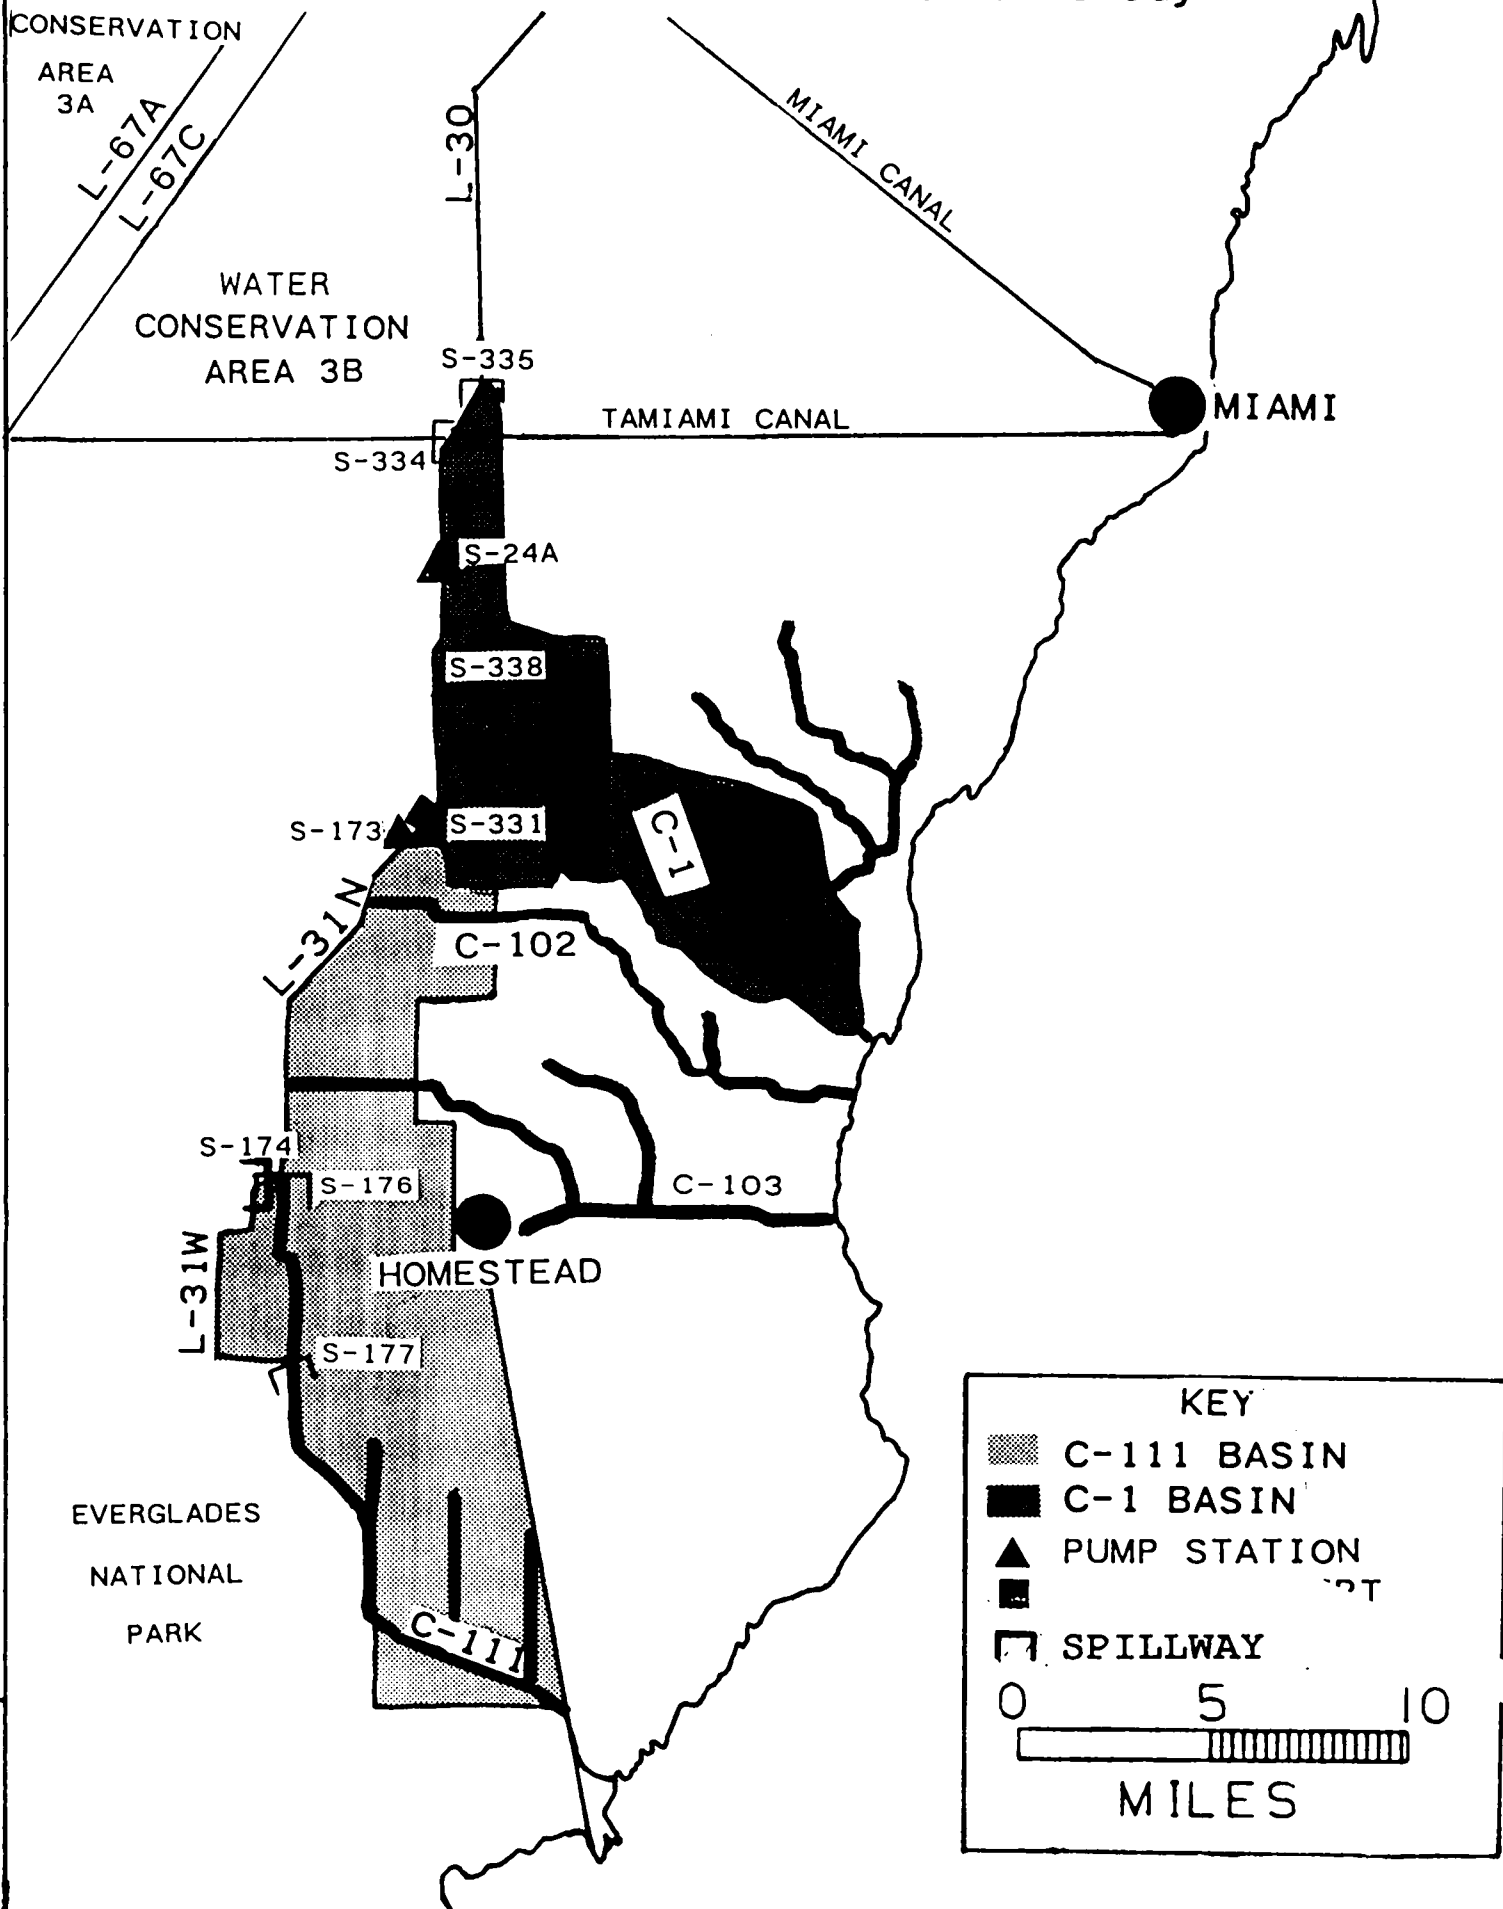 CONSERVATION
AREA
3A
L-67A
L-67C
L-30
MIAMI CANAL
WATER
CONSERVATION
AREA 3B
S-335
TAMIAMI CANAL
MIAMI
S-334
S-24A
S-338
S-173
S-331
C-1
L-31N
C-102
S-174
S-176
C-103
L-31W
HOMESTEAD
S-177
EVERGLADES
NATIONAL
PARK
C-111
KEY
C-111 BASIN
C-1 BASIN
PUMP STATION
SPILLWAY
0 5 10
MILES